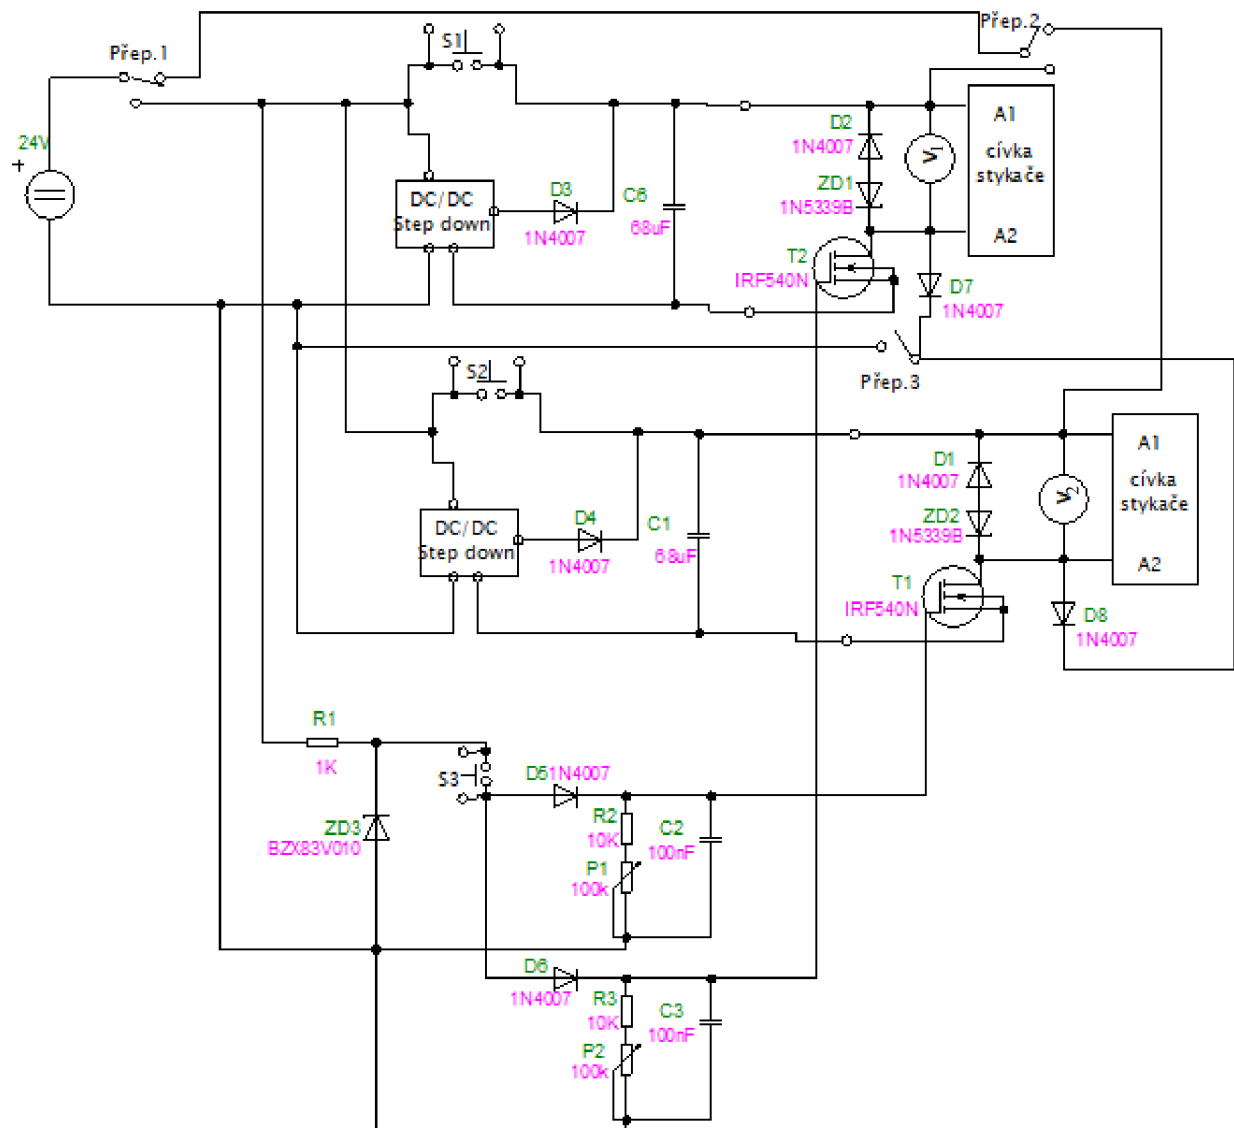 Přep.2
S1
Přep.1
24V
+
A1
D2
1N4007
V1
cívka
stykače
ZD1
1N5339B
DC/DC
Step down
D3
1N4007
C6
68uF
A2
T2
IRF540N
D7
1N4007
S2
Přep.3
A1
D1
1N4007
V2
cívka
stykače
ZD2
1N5339B
DC/DC
Step down
D4
1N4007
C1
68uF
A2
T1
IRF540N
D8
1N4007
R1
1K
S3
D5
1N4007
ZD3
BZX83V010
R2
10K
C2
100nF
P1
100k
D6
1N4007
R3
10K
C3
100nF
P2
100k